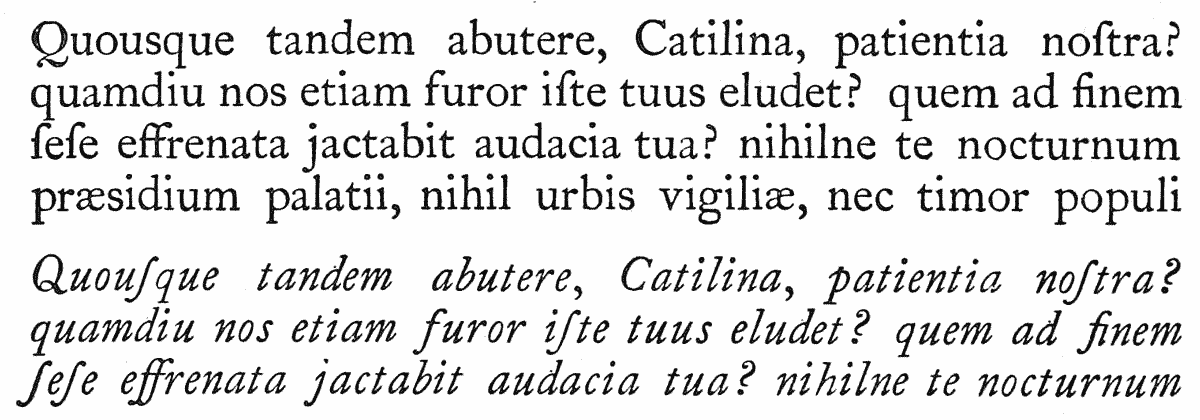 Quousque tandem abutere, Catilina, patientia noſtra?
quamdiu nos etiam furor iſte tuus eludet? quem ad finem
ſeſe effrenata jactabit audacia tua? nihilne te nocturnum
præsidium palatii, nihil urbis vigiliæ, nec timor populi
Quouſque tandem abutere, Catilina, patientia noſtra?
quamdiu nos etiam furor iſte tuus eludet? quem ad finem
ſeſe effrenata jactabit audacia tua? nihilne te nocturnum